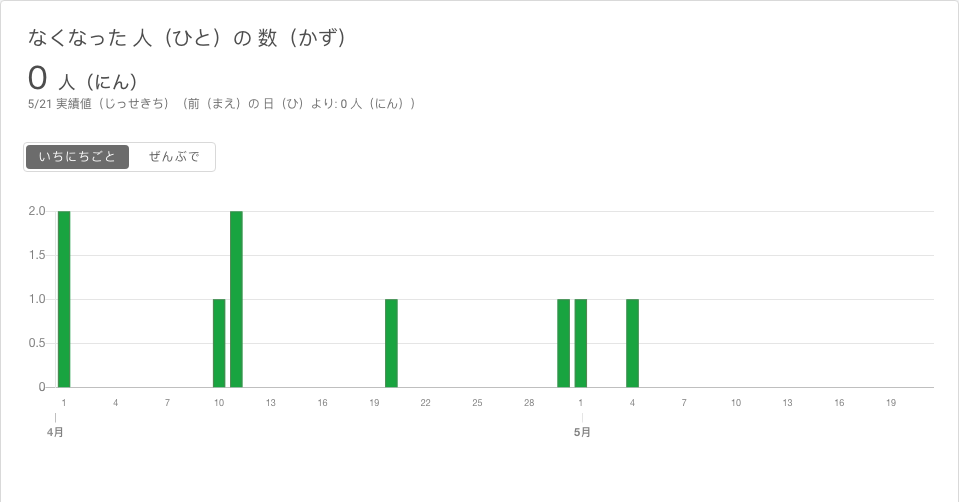 なくなった 人（ひと）の 数（かず）
0 人（にん）
5/21 実績値（じっせきち）（前（まえ）の 日（ひ）より: 0 人（にん））
いちにちごと ぜんぶで
2.0
1.5
1.0
0.5
0
1 4 7 10 13 16 19 22 25 28 1 4 7 10 13 16 19
4月 5月